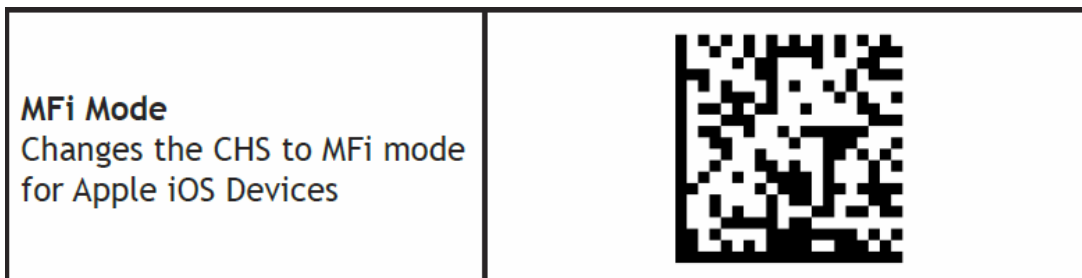 MFi Mode
Changes the CHS to MFi mode
for Apple iOS Devices